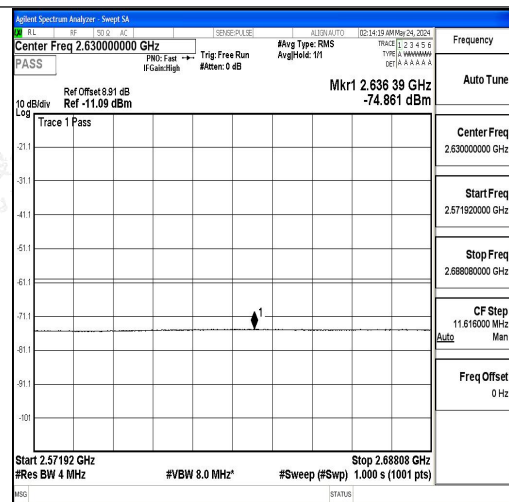 Agilent Spectrum Analyzer - Swept SA
RL RF 50 Ω AC SENSE:PULSE ALIGN AUTO 02:14:19 AM May 24, 2024
Center Freq 2.630000000 GHz #Avg Type: RMS TRACE 1 2 3 4 5 6
PASS PNO: Fast Trig: Free Run Avg|Hold: 1/1 TYPE A WWWWW
IFGain:High #Atten: 0 dB DET A A A A A A
Mkr1 2.636 39 GHz
Ref Offset 8.91 dB -74.861 dBm
10 dB/div Ref -11.09 dBm
Log
Trace 1 Pass
-21.1
-31.1
-41.1
-51.1
-61.1
-71.1
1
-81.1
-91.1
-101
Start 2.57192 GHz Stop 2.68808 GHz
#Res BW 4 MHz #VBW 8.0 MHz* #Sweep (#Swp) 1.000 s (1001 pts)
MSG STATUS
Frequency
Auto Tune
Center Freq
2.630000000 GHz
Start Freq
2.571920000 GHz
Stop Freq
2.688080000 GHz
CF Step
11.616000 MHz
Auto Man
Freq Offset
0 Hz